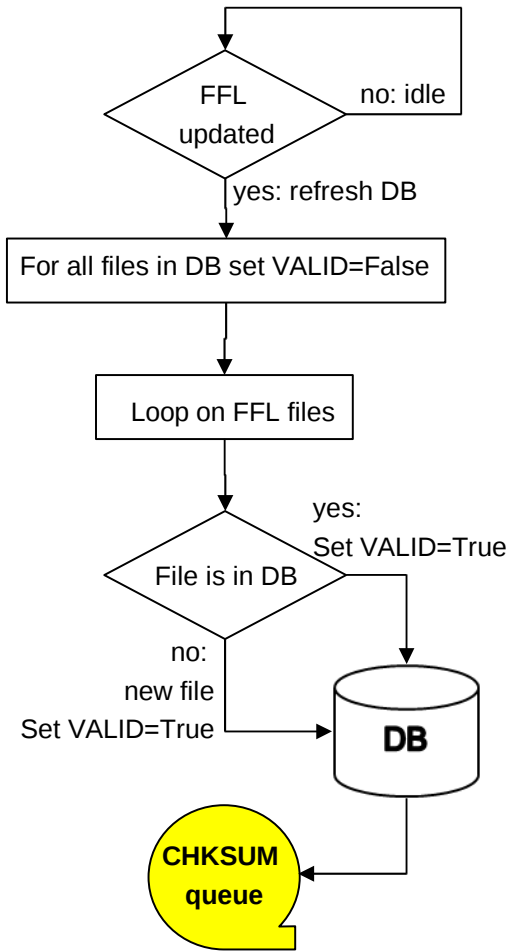 FFL
updated
no: idle
yes: refresh DB
For all files in DB set VALID=False
Loop on FFL files
yes:
Set VALID=True
File is in DB
no:
new file
Set VALID=True
DB
CHKSUM
queue